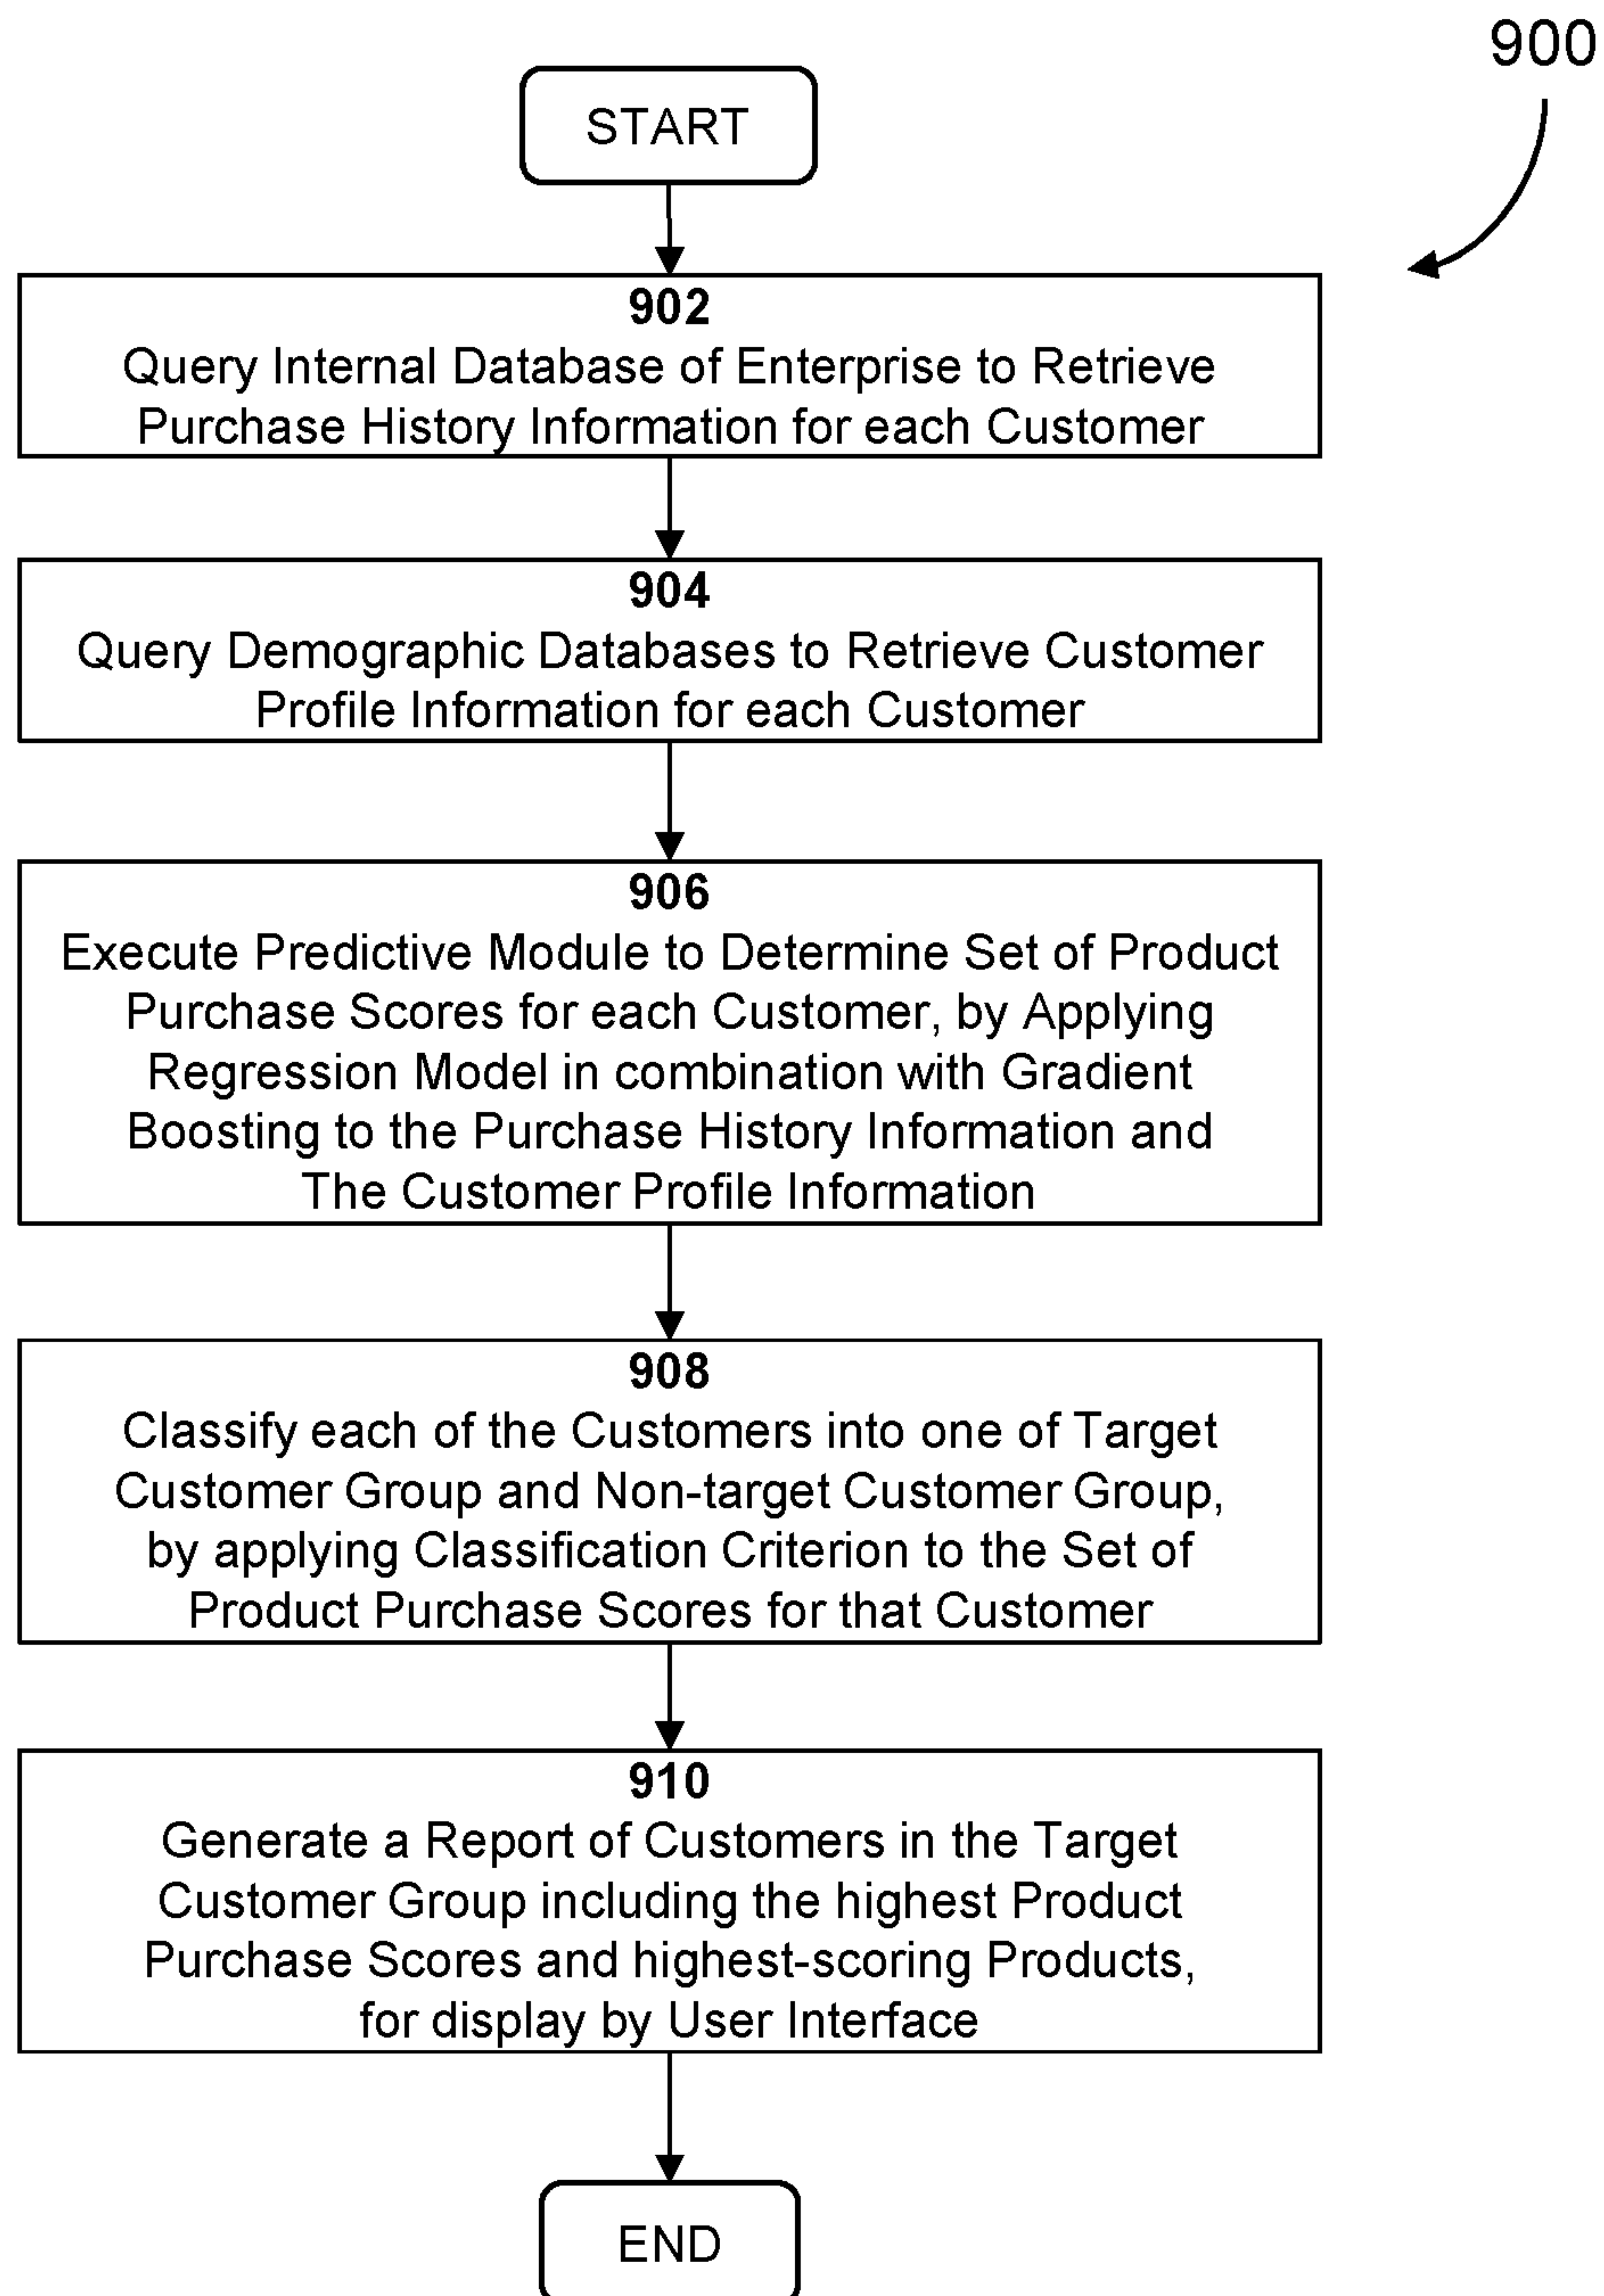 900
START
902
Query Internal Database of Enterprise to Retrieve
Purchase History Information for each Customer
904
Query Demographic Databases to Retrieve Customer
Profile Information for each Customer
906
Execute Predictive Module to Determine Set of Product
Purchase Scores for each Customer, by Applying
Regression Model in combination with Gradient
Boosting to the Purchase History Information and
The Customer Profile Information
908
Classify each of the Customers into one of Target
Customer Group and Non-target Customer Group,
by applying Classification Criterion to the Set of
Product Purchase Scores for that Customer
910
Generate a Report of Customers in the Target
Customer Group including the highest Product
Purchase Scores and highest-scoring Products,
for display by User Interface
END